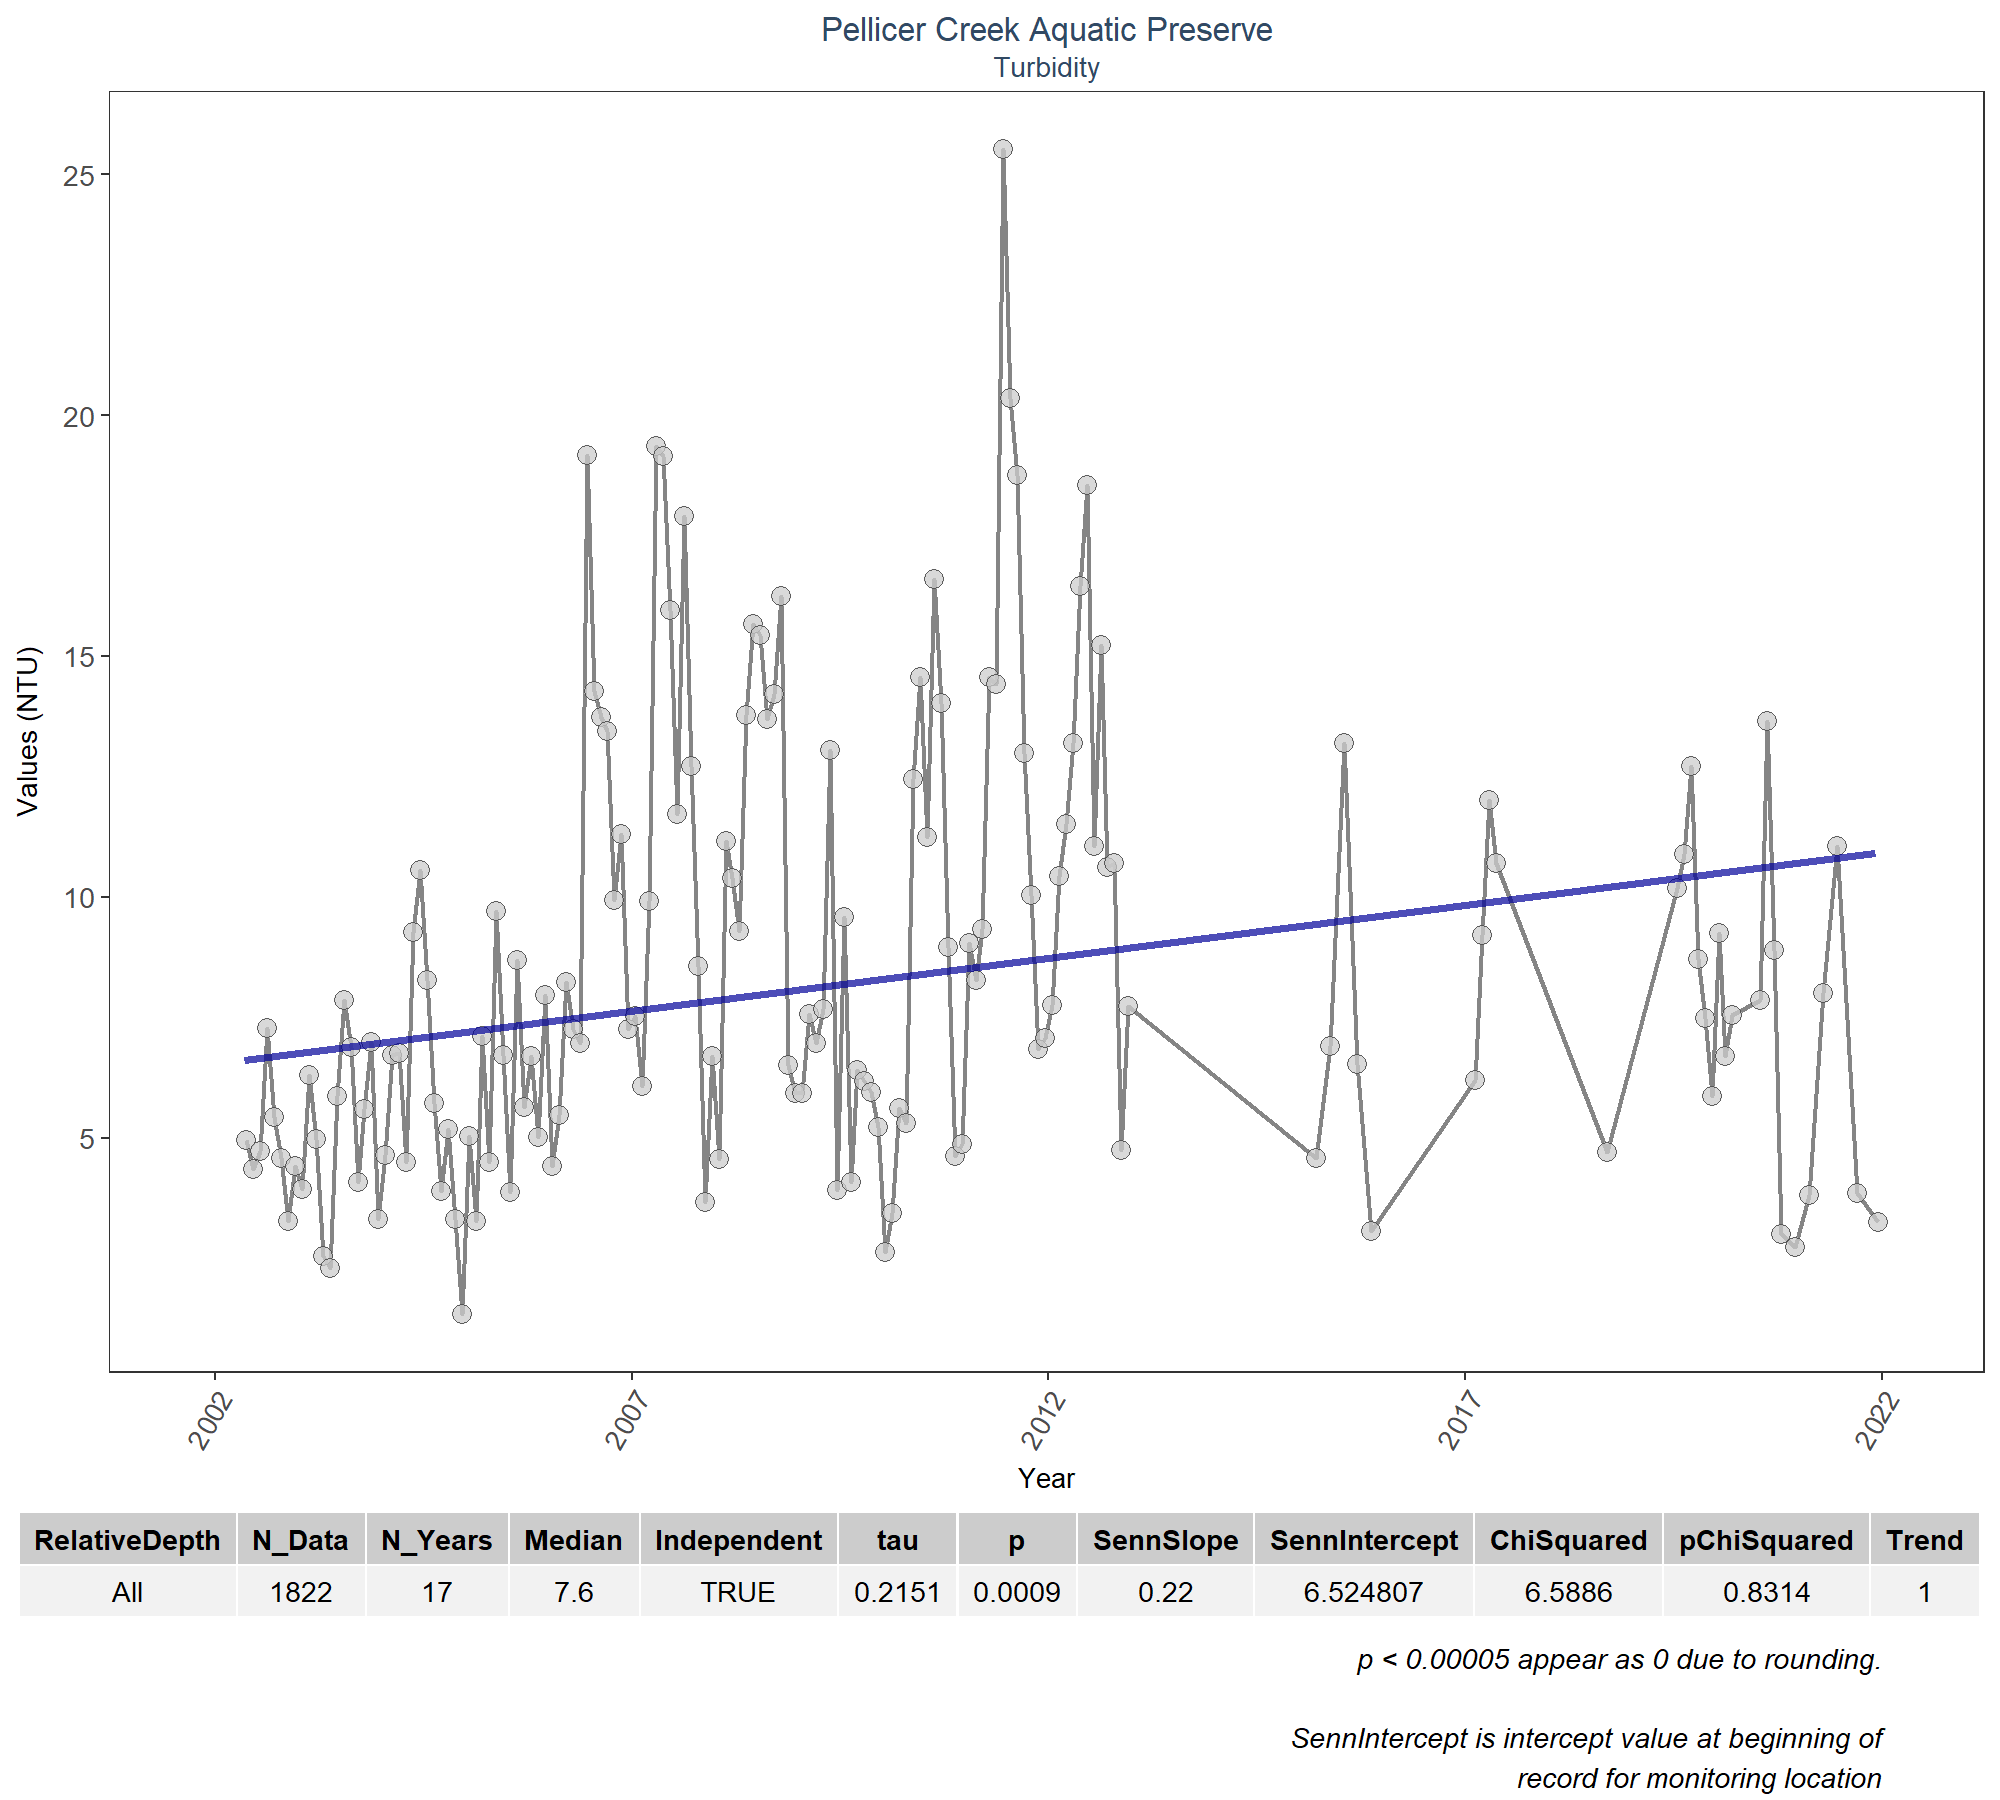 Pellicer Creek Aquatic Preserve
Turbidity
Values (NTU)
25
20
15
10
5
2002 2007 2012 2017 2022
Year
RelativeDepth N_Data N_Years Median Independent tau p SennSlope SennIntercept ChiSquared pChiSquared Trend
All 1822 17 7.6 TRUE 0.2151 0.0009 0.22 6.524807 6.5886 0.8314 1
p < 0.00005 appear as 0 due to rounding.
SennIntercept is intercept value at beginning of
record for monitoring location